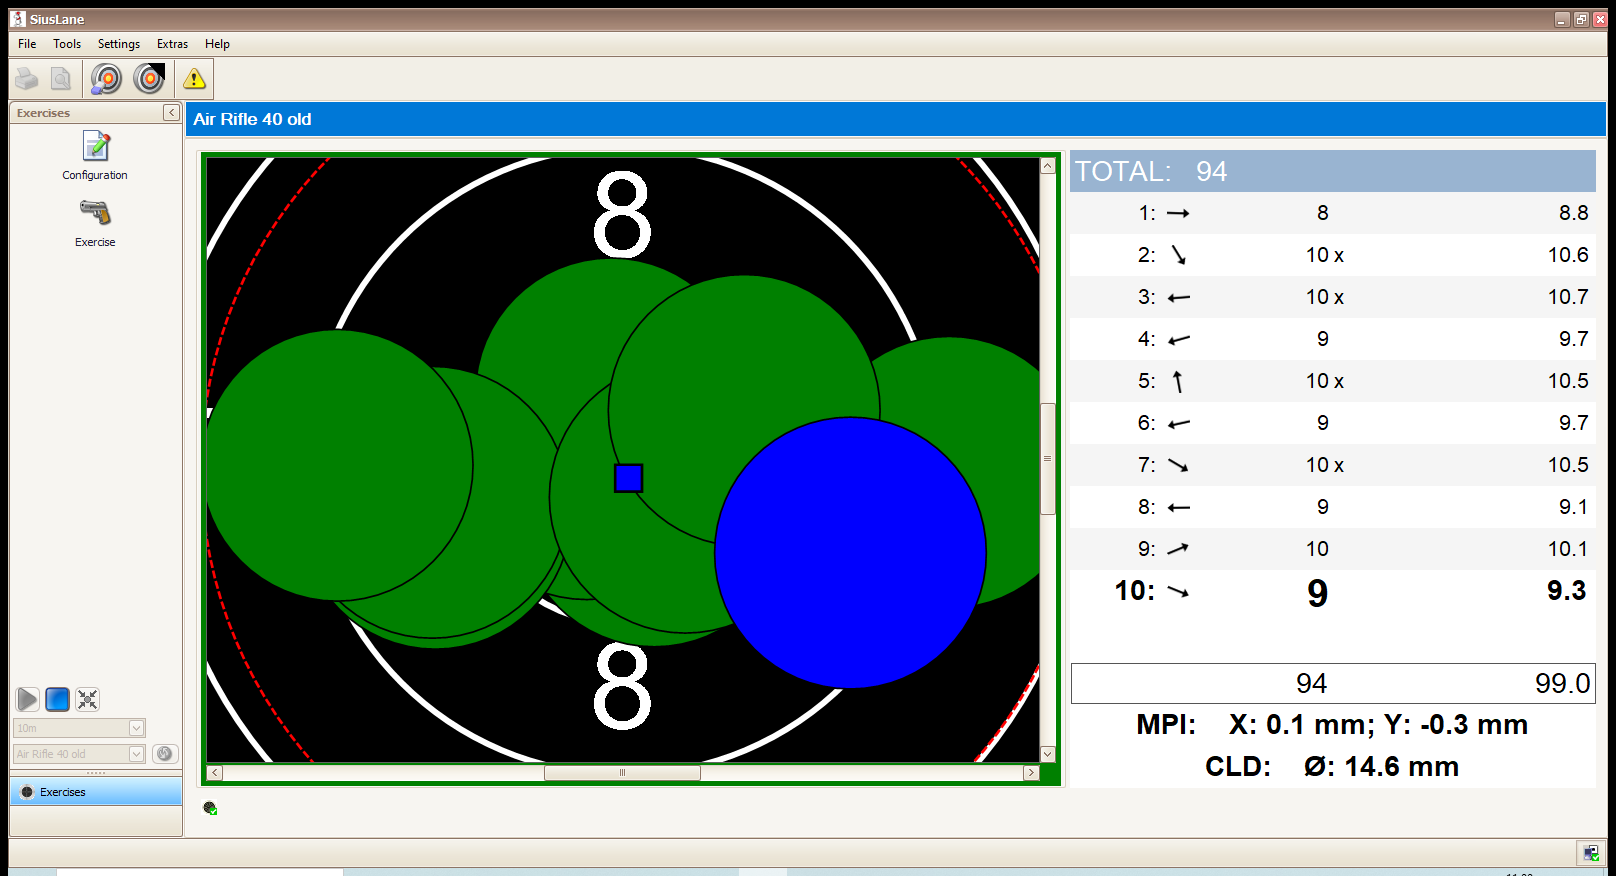 SiusLane
File Tools Settings Extras Help
Exercises
Configuration
Exercise
10m
Air Rifle 40 old
Exercises
Air Rifle 40 old
8
8
TOTAL: 94
1: 8 8.8
2: 10 x 10.6
3: 10 x 10.7
4: 9 9.7
5: 10 x 10.5
6: 9 9.7
7: 10 x 10.5
8: 9 9.1
9: 10 10.1
10: 9 9.3
94 99.0
MPI: X: 0.1 mm; Y: -0.3 mm
CLD: Ø: 14.6 mm